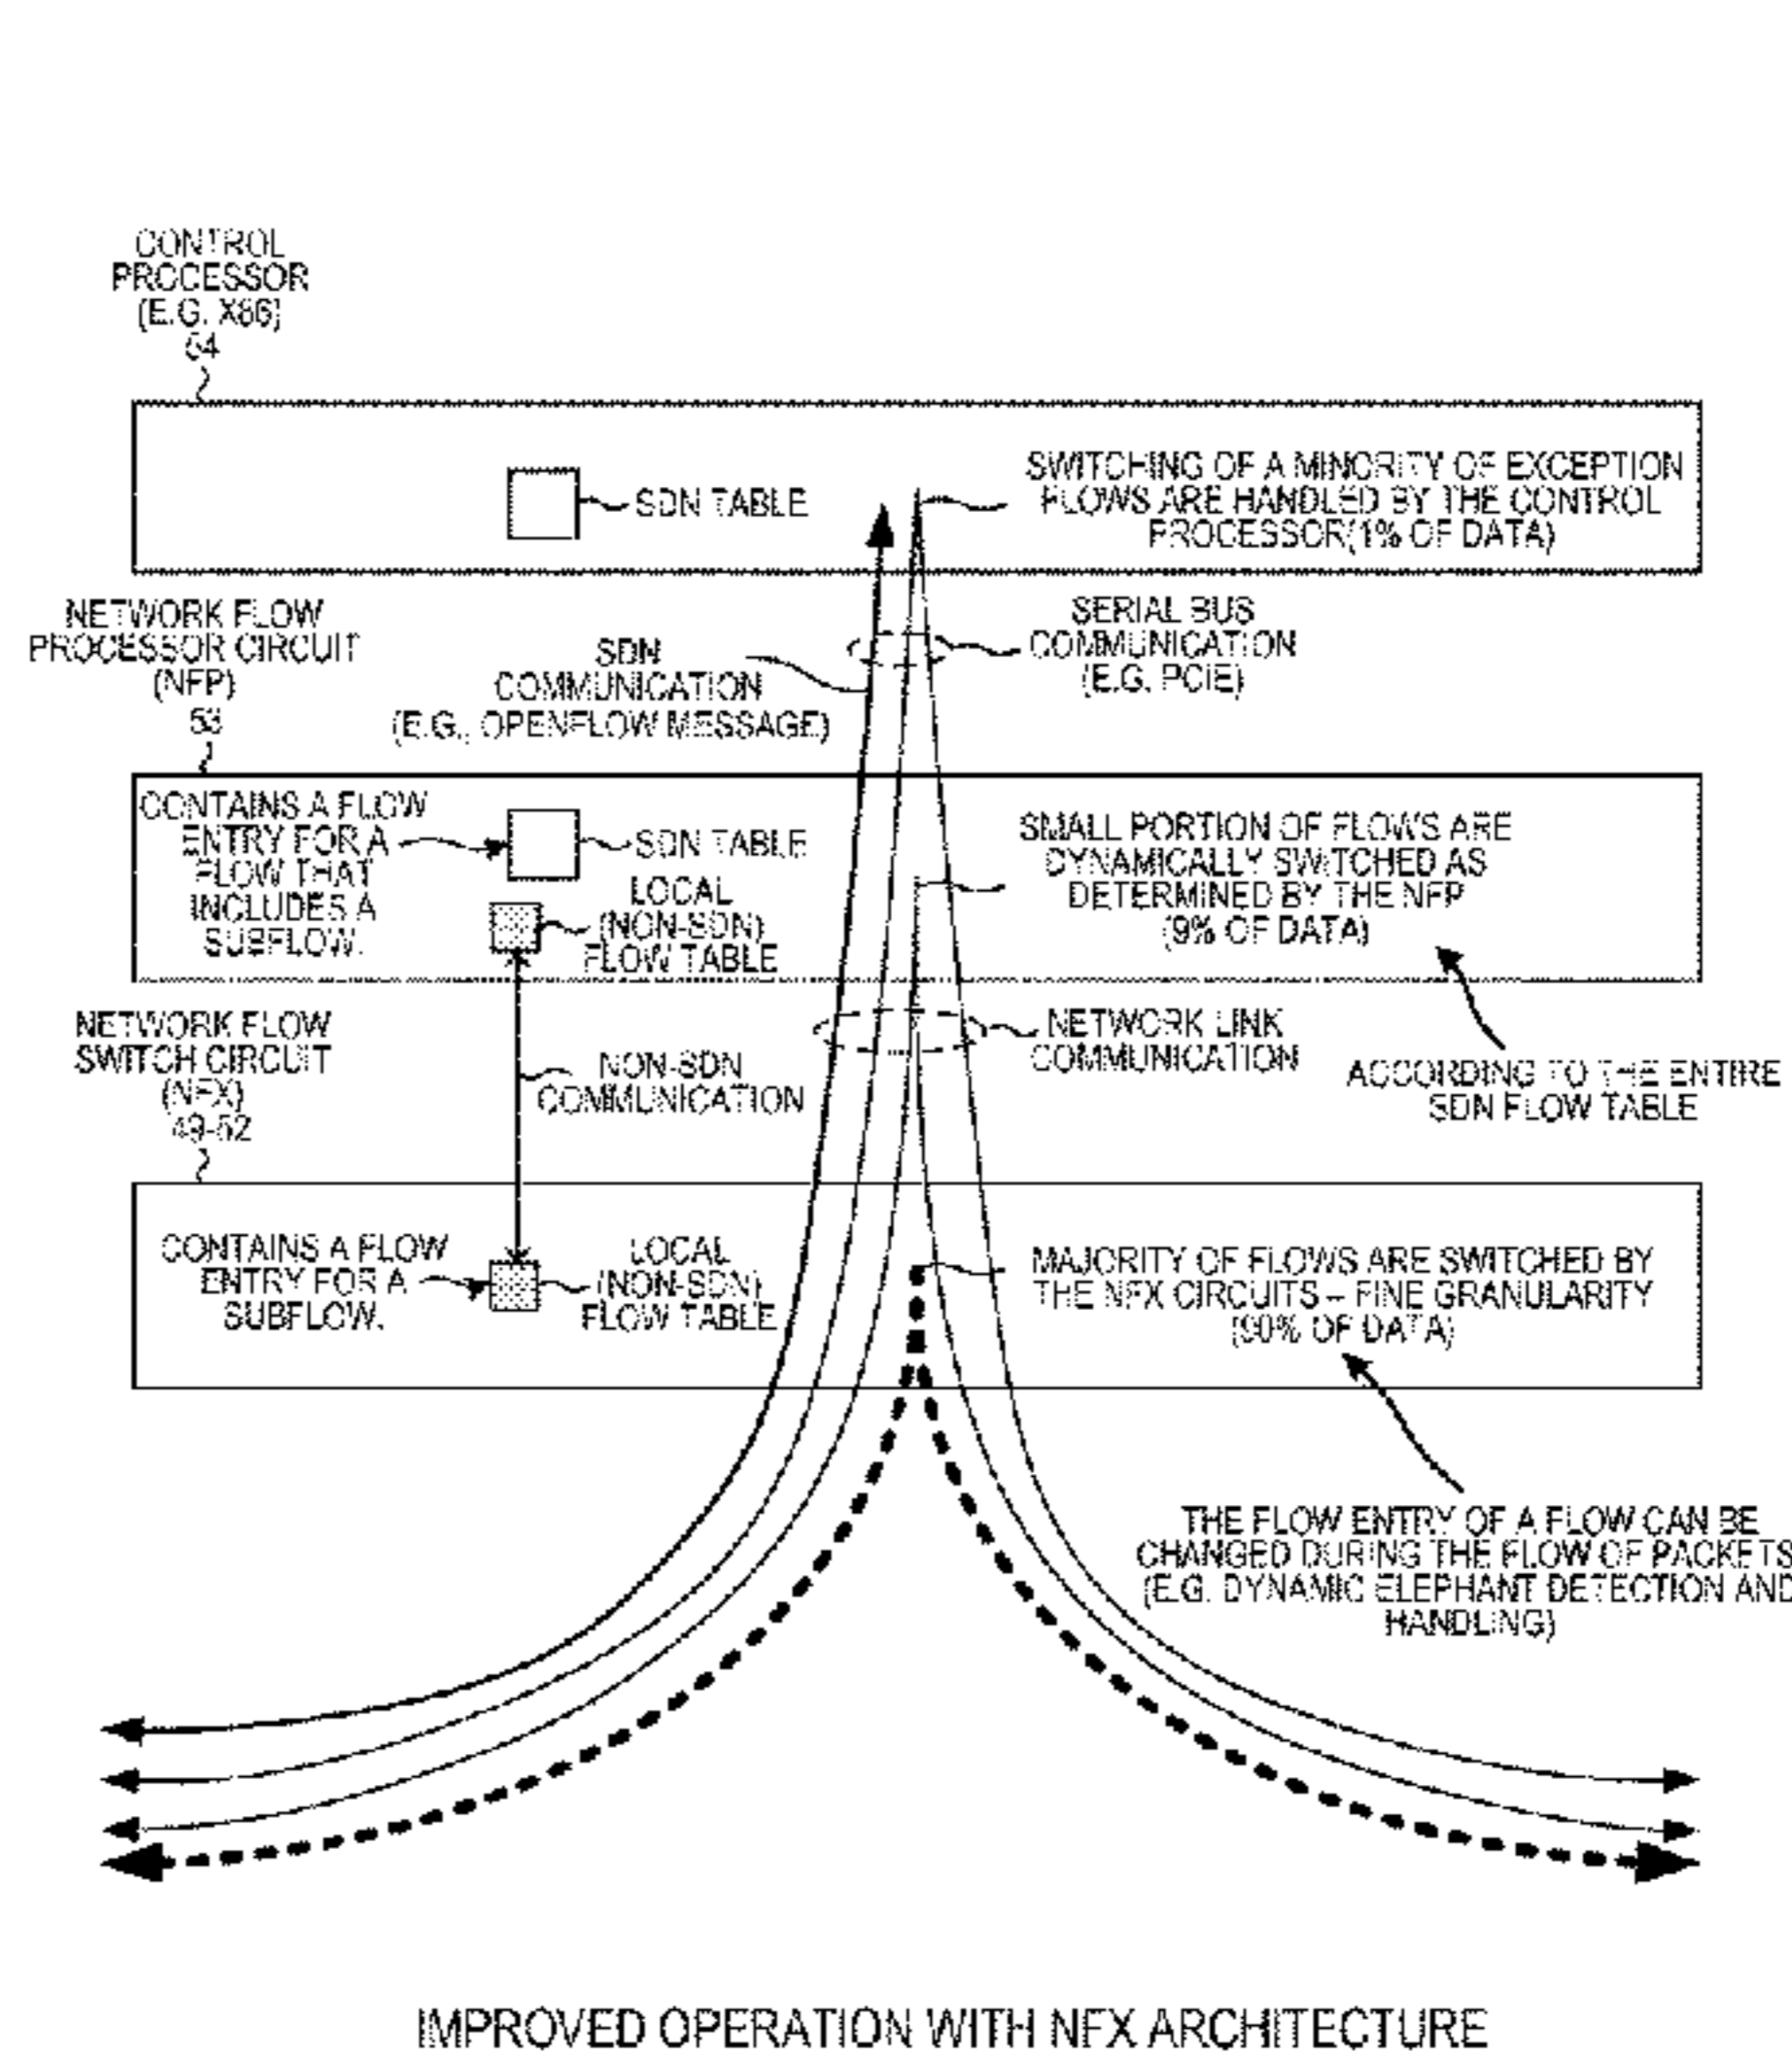 CONTROL
PROCESSOR
(E.G. X86)
54
SDN TABLE
SWITCHING OF A MINORITY OF EXCEPTION
FLOWS ARE HANDLED BY THE CONTROL
PROCESSOR(1% OF DATA)
NETWORK FLOW
PROCESSOR CIRCUIT
(NFP)
53
SDN
COMMUNICATION
(E.G., OPENFLOW MESSAGE)
SERIAL BUS
COMMUNICATION
(E.G. PCIE)
CONTAINS A FLOW
ENTRY FOR A
FLOW THAT
INCLUDES A
SUBFLOW.
SDN TABLE
LOCAL
(NON-SDN)
FLOW TABLE
SMALL PORTION OF FLOWS ARE
DYNAMICALLY SWITCHED AS
DETERMINED BY THE NFP
(9% OF DATA)
NETWORK FLOW
SWITCH CIRCUIT
(NFX)
49-52
NON-SDN
COMMUNICATION
NETWORK LINK
COMMUNICATION
ACCORDING TO THE ENTIRE
SDN FLOW TABLE
CONTAINS A FLOW
ENTRY FOR A
SUBFLOW.
LOCAL
(NON-SDN)
FLOW TABLE
MAJORITY OF FLOWS ARE SWITCHED BY
THE NFX CIRCUITS – FINE GRANULARITY
(90% OF DATA)
THE FLOW ENTRY OF A FLOW CAN BE
CHANGED DURING THE FLOW OF PACKETS
(E.G. DYNAMIC ELEPHANT DETECTION AND
HANDLING)
IMPROVED OPERATION WITH NFX ARCHITECTURE